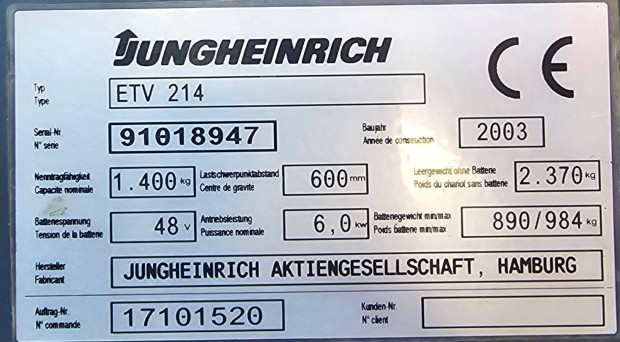 JUNGHEINRICH
CE
Typ
Type
ETV 214
Serial-Nr.
N° série
91018947
Baujahr
Année de construction
2003
Nenntragfähigkeit
Capacité nominale
1.400 kg
Lastschwerpunktabstand
Centre de gravité
600 mm
Leergewicht ohne Batterie
Poids du chariot sans batterie
2.370 kg
Batteriespannung
Tension de la batterie
48 V
Antriebsleistung
Puissance nominale
6,0 kW
Batteriegewicht min/max
Poids batterie min/max
890/984 kg
Hersteller
Fabricant
JUNGHEINRICH AKTIENGESELLSCHAFT, HAMBURG
Auftrag-Nr.
N° commande
17101520
Kunden-Nr.
N° client